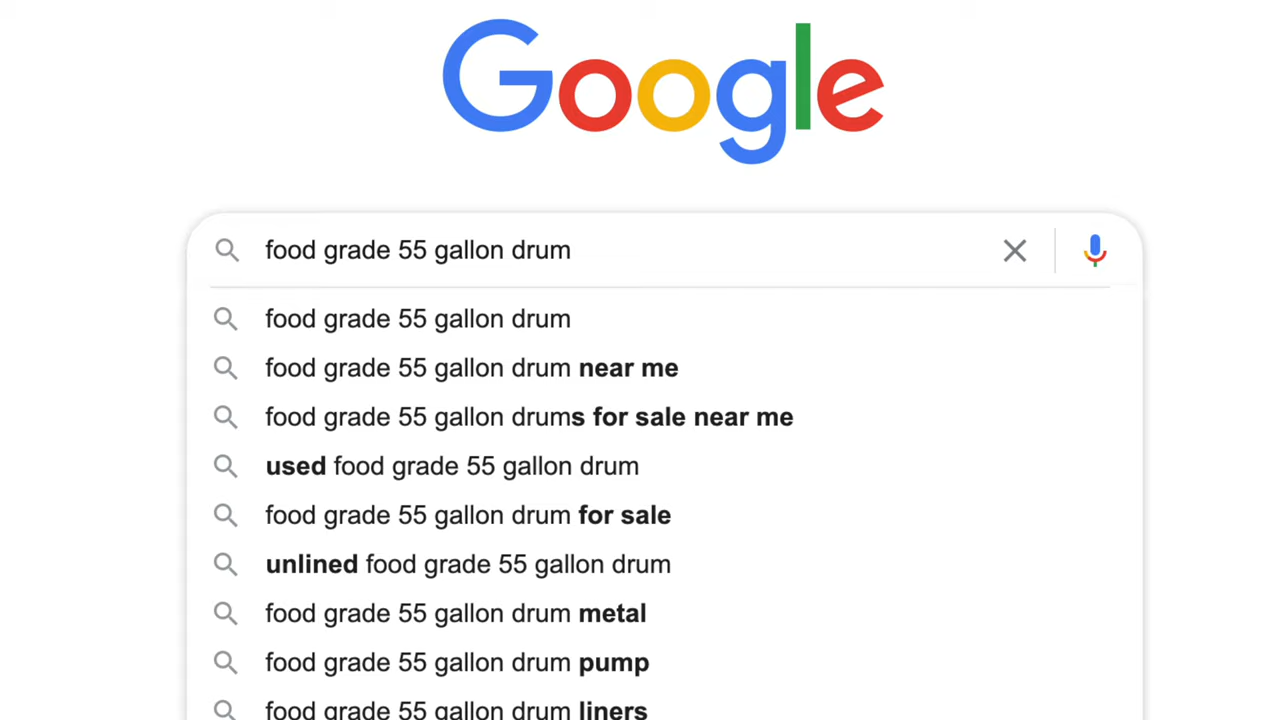 Google
food grade 55 gallon drum
food grade 55 gallon drum
food grade 55 gallon drum near me
food grade 55 gallon drums for sale near me
used food grade 55 gallon drum
food grade 55 gallon drum for sale
unlined food grade 55 gallon drum
food grade 55 gallon drum metal
food grade 55 gallon drum pump
food grade 55 gallon drum liners